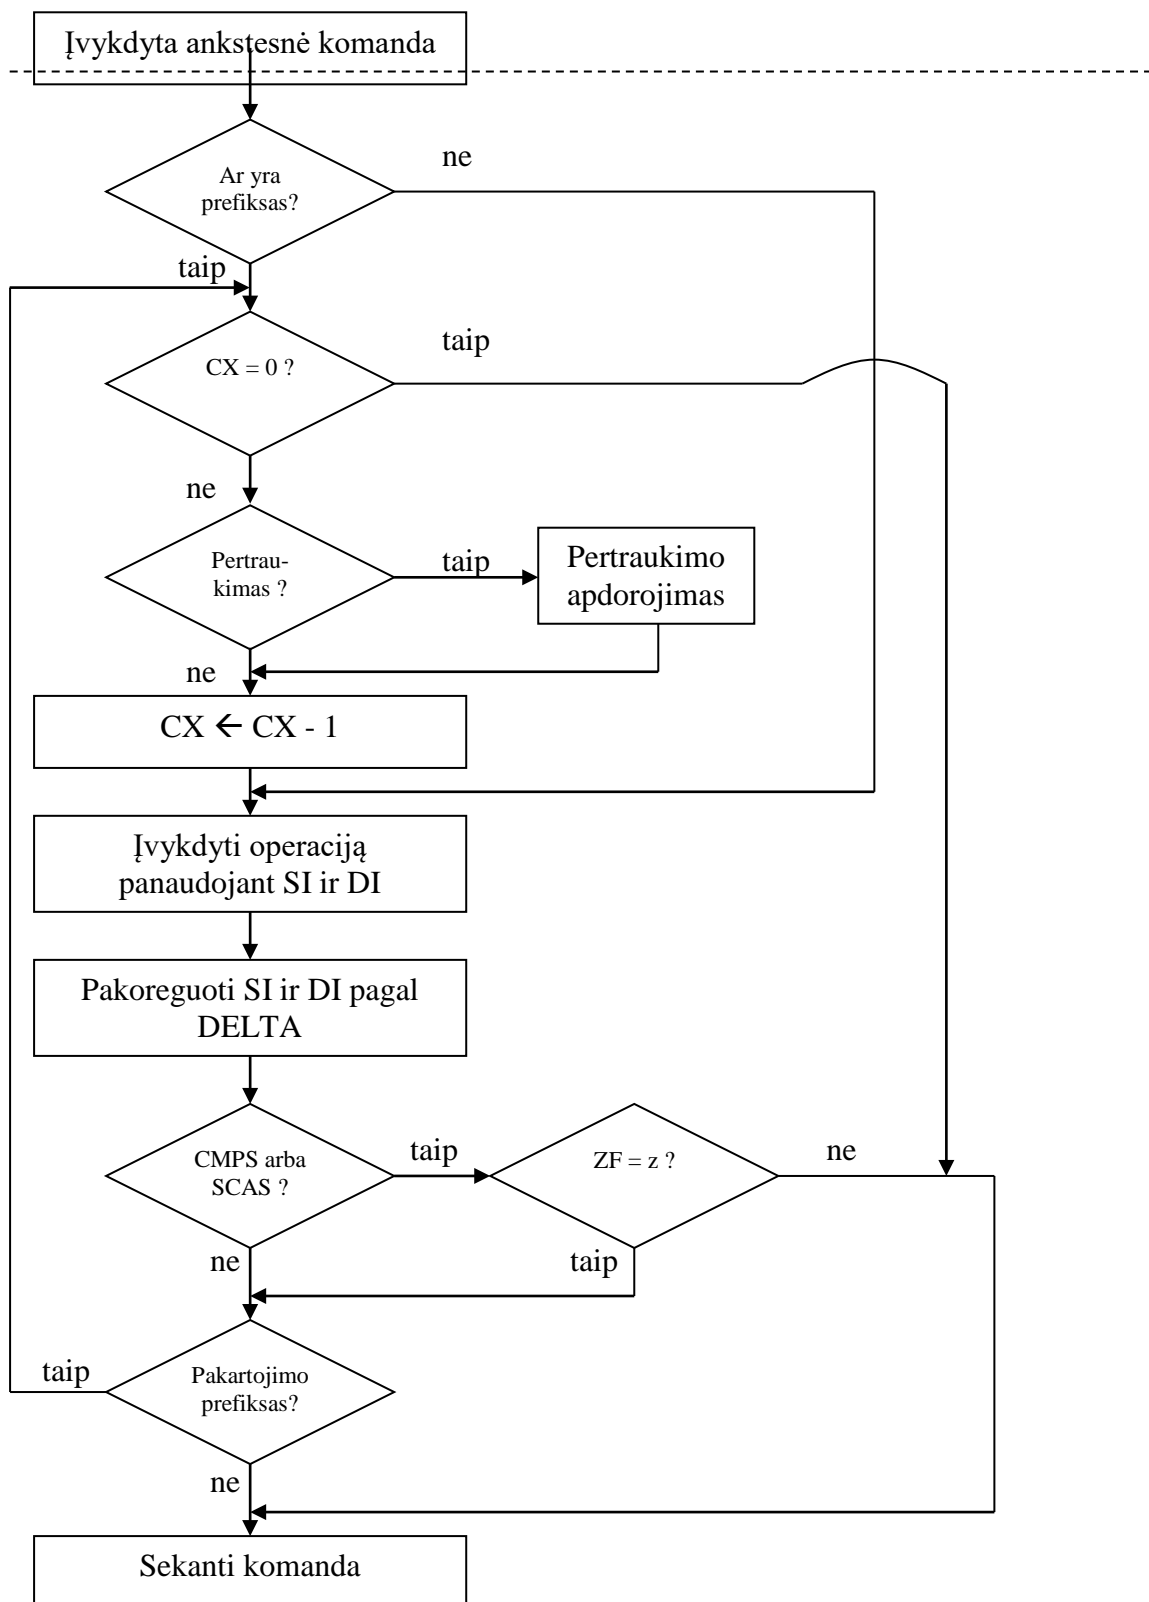 Įvykdyta ankstesnė komanda
Ar yra
prefiksas?
ne
taip
CX = 0 ?
taip
ne
Pertrau-
kimas ?
taip
Pertraukimo
apdorojimas
ne
CX ← CX - 1
Įvykdyti operaciją
panaudojant SI ir DI
Pakoreguoti SI ir DI pagal
DELTA
CMPS arba
SCAS ?
taip
ZF = z ?
ne
ne
taip
taip
Pakartojimo
prefiksas?
ne
Sekanti komanda